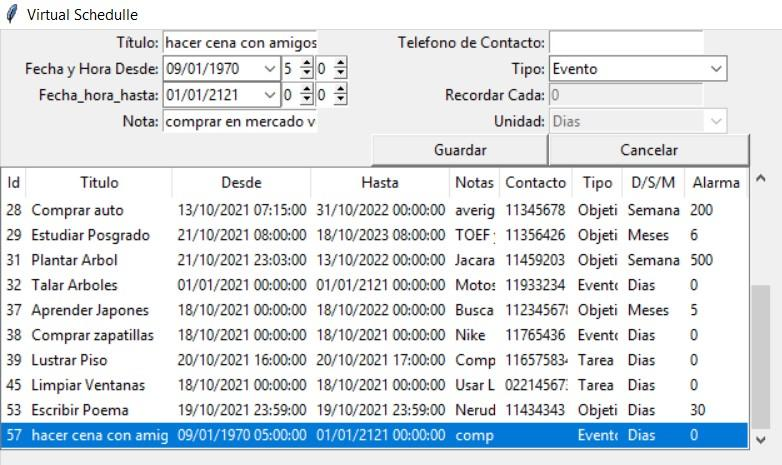 Virtual Schedulle
Título: hacer cena con amigos Telefono de Contacto:
Fecha y Hora Desde: 09/01/1970 5 0 Tipo: Evento
Fecha_hora_hasta: 01/01/2121 0 0 Recordar Cada: 0
Nota: comprar en mercado v Unidad: Dias
Guardar Cancelar
Id Titulo Desde Hasta Notas Contacto Tipo D/S/M Alarma
28 Comprar auto 13/10/2021 07:15:00 31/10/2022 00:00:00 averig 11345678 Objeti Semana 200
29 Estudiar Posgrado 21/10/2021 08:00:00 18/10/2023 08:00:00 TOEF y 11356426 Objeti Meses 6
31 Plantar Arbol 21/10/2021 23:03:00 13/10/2022 00:00:00 Jacara 11459203 Objeti Semana 500
32 Talar Arboles 01/01/2021 00:00:00 01/01/2121 00:00:00 Motos 11933234 Evento Dias 0
37 Aprender Japones 18/10/2021 00:00:00 18/10/2022 00:00:00 Busca 112345678 Objeti Meses 5
38 Comprar zapatillas 18/10/2021 00:00:00 18/10/2021 00:00:00 Nike 11765436 Evento Dias 0
39 Lustrar Piso 20/10/2021 16:00:00 20/10/2021 17:00:00 Comp 116575834 Tarea Dias 0
45 Limpiar Ventanas 18/10/2021 00:00:00 18/10/2021 00:00:00 Usar L 022145673 Tarea Dias 0
53 Escribir Poema 19/10/2021 23:59:00 19/10/2021 23:59:00 Nerud 11434343 Objeti Dias 30
57 hacer cena con amig 09/01/1970 05:00:00 01/01/2121 00:00:00 comp Evento Dias 0